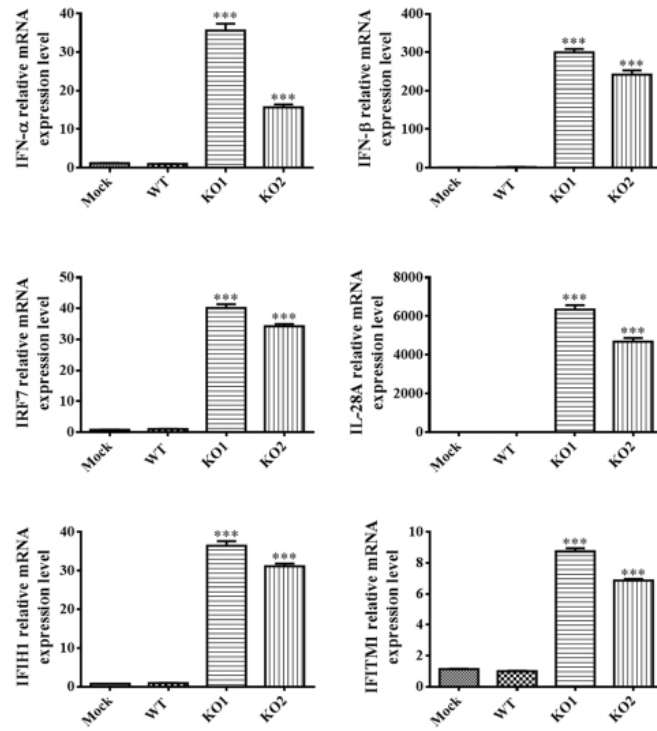 IFN-α relative mRNA
expression level
40
30
20
10
0
***
***
Mock
WT
KO1
KO2
IFN-β relative mRNA
expression level
400
300
200
100
0
***
***
Mock
WT
KO1
KO2
IRF7 relative mRNA
expression level
50
40
30
20
10
0
***
***
Mock
WT
KO1
KO2
IL-28A relative mRNA
expression level
8000
6000
4000
2000
0
***
***
Mock
WT
KO1
KO2
IFIH1 relative mRNA
expression level
40
30
20
10
0
***
***
Mock
WT
KO1
KO2
IFITM1 relative mRNA
expression level
10
8
6
4
2
0
***
***
Mock
WT
KO1
KO2